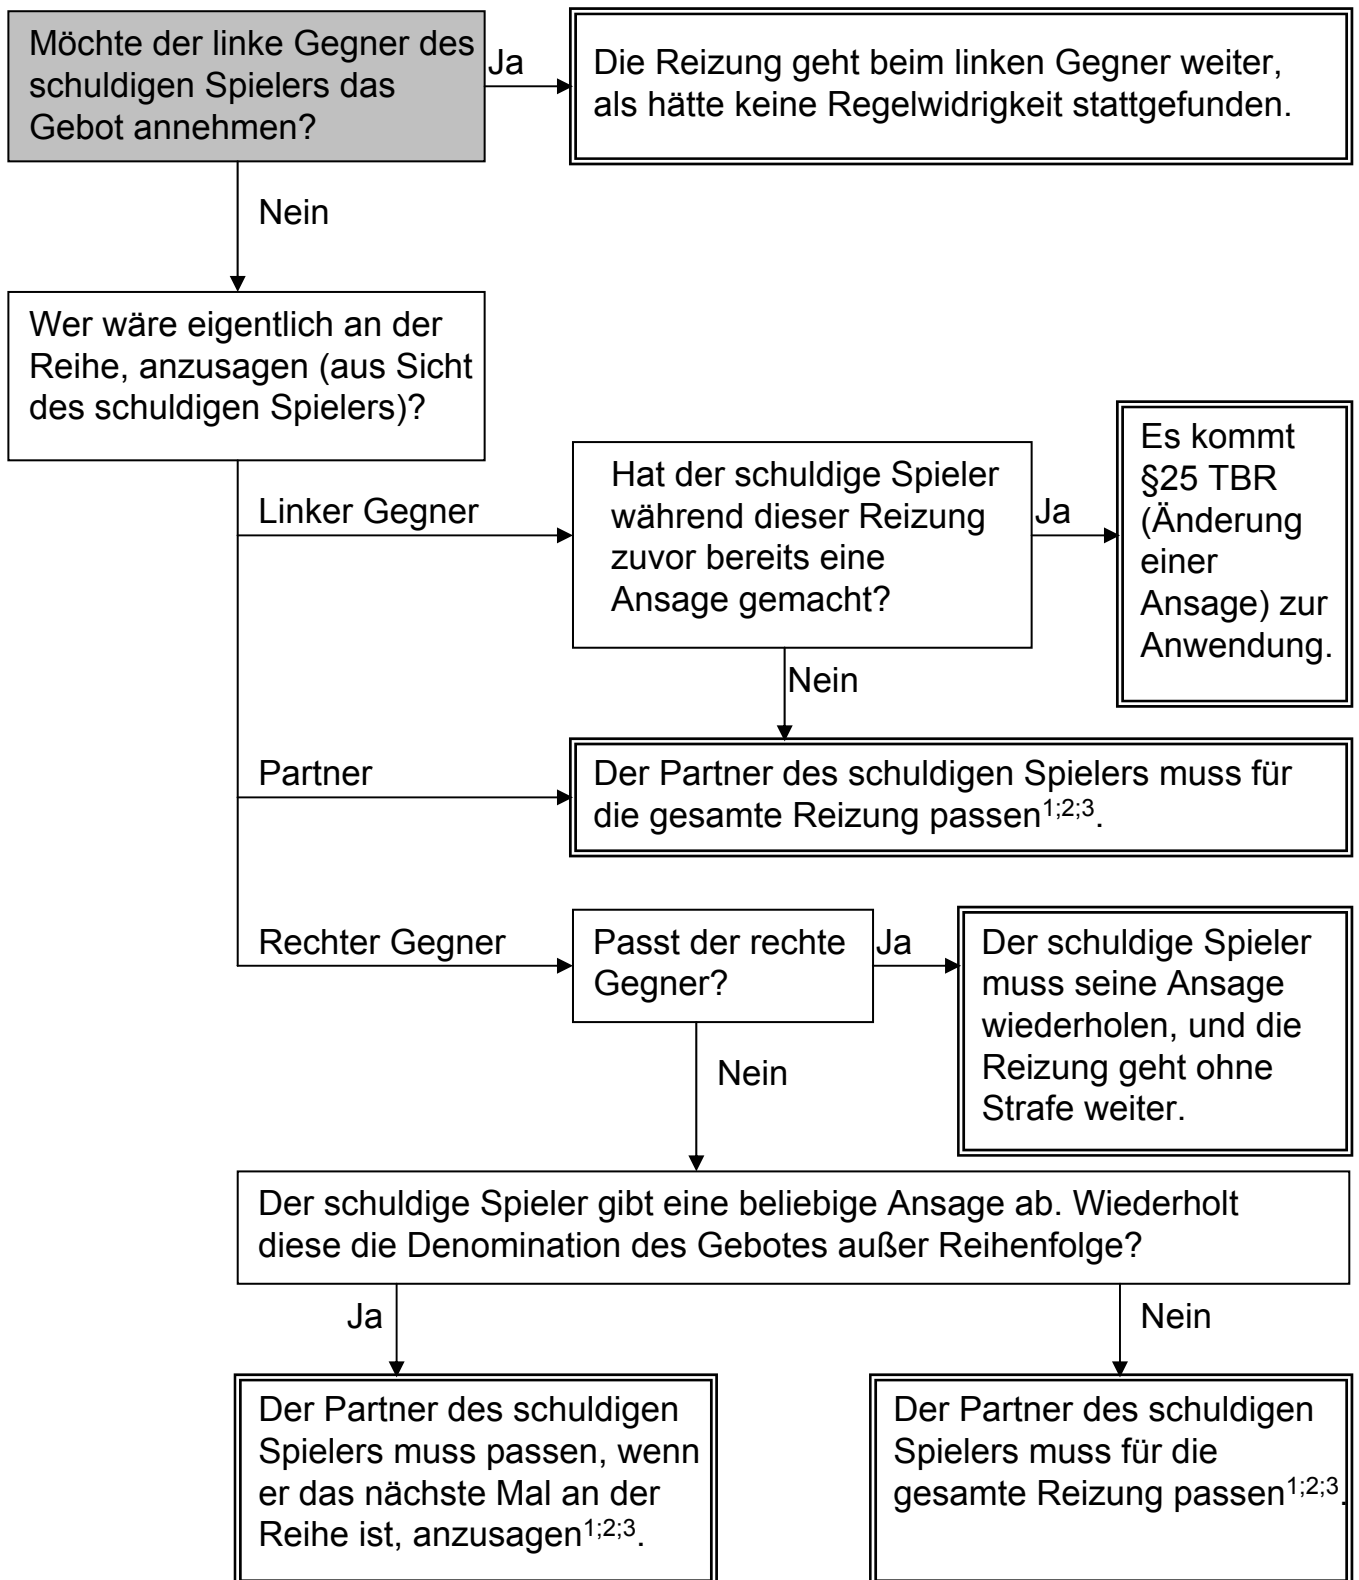 Möchte der linke Gegner des
schuldigen Spielers das
Gebot annehmen?
Ja
Die Reizung geht beim linken Gegner weiter,
als hätte keine Regelwidrigkeit stattgefunden.
Nein
Wer wäre eigentlich an der
Reihe, anzusagen (aus Sicht
des schuldigen Spielers)?
Linker Gegner
Hat der schuldige Spieler
während dieser Reizung
zuvor bereits eine
Ansage gemacht?
Ja
Es kommt
§25 TBR
(Änderung
einer
Ansage) zur
Anwendung.
Nein
Partner
Der Partner des schuldigen Spielers muss für
die gesamte Reizung passen1;2;3.
Rechter Gegner
Passt der rechte
Gegner?
Ja
Der schuldige Spieler
muss seine Ansage
wiederholen, und die
Reizung geht ohne
Strafe weiter.
Nein
Der schuldige Spieler gibt eine beliebige Ansage ab. Wiederholt
diese die Denomination des Gebotes außer Reihenfolge?
Ja
Der Partner des schuldigen
Spielers muss passen, wenn
er das nächste Mal an der
Reihe ist, anzusagen1;2;3.
Nein
Der Partner des schuldigen
Spielers muss für die
gesamte Reizung passen1;2;3.